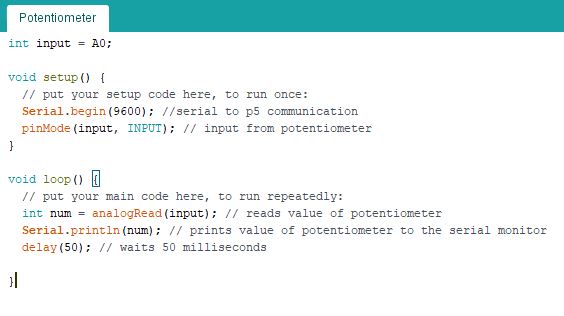 Potentiometer
int input = A0;
void setup() {
// put your setup code here, to run once:
Serial.begin(9600); //serial to p5 communication
pinMode(input, INPUT); // input from potentiometer
}
void loop() {
// put your main code here, to run repeatedly:
int num = analogRead(input); // reads value of potentiometer
Serial.println(num); // prints value of potentiometer to the serial monitor
delay(50); // waits 50 milliseconds
}